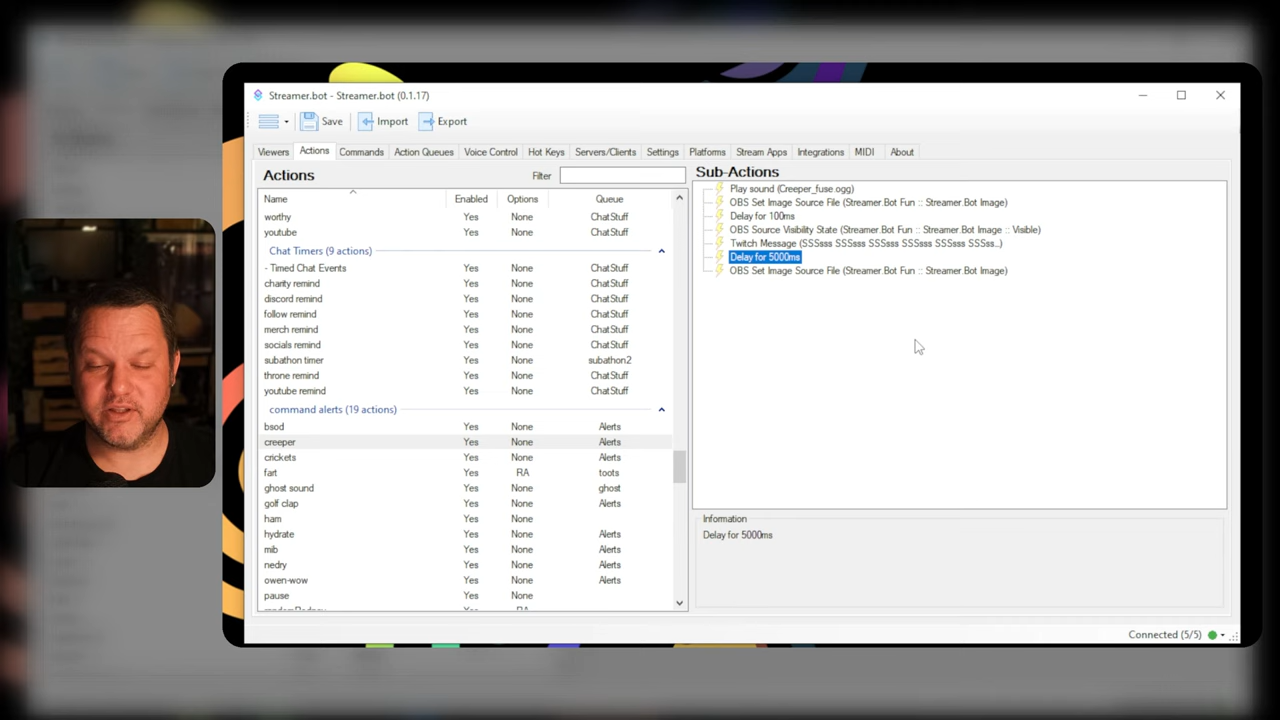 Streamer.bot - Streamer.bot (0.1.17)
Save Import Export
Viewers Actions Commands Action Queues Voice Control Hot Keys Servers/Clients Settings Platforms Stream Apps Integrations MIDI About
Actions Filter
Name Enabled Options Queue
worthy Yes None ChatStuff
youtube Yes None ChatStuff
Chat Timers (9 actions)
- Timed Chat Events Yes None ChatStuff
charity remind Yes None ChatStuff
discord remind Yes None ChatStuff
follow remind Yes None ChatStuff
merch remind Yes None ChatStuff
socials remind Yes None ChatStuff
subathon timer Yes None subathon2
throne remind Yes None ChatStuff
youtube remind Yes None ChatStuff
command alerts (19 actions)
bsod Yes None Alerts
creeper Yes None Alerts
crickets Yes None Alerts
fart Yes RA toots
ghost sound Yes None ghost
golf clap Yes None Alerts
ham Yes None
hydrate Yes None Alerts
mib Yes None Alerts
nedry Yes None Alerts
owen-wow Yes None Alerts
pause Yes None
Sub-Actions
Play sound (Creeper_fuse.ogg)
OBS Set Image Source File (Streamer.Bot Fun :: Streamer.Bot Image)
Delay for 100ms
OBS Source Visibility State (Streamer.Bot Fun :: Streamer.Bot Image :: Visible)
Twitch Message (SSSsss SSSsss SSSsss SSSsss SSSsss SSSsss SSSss...)
Delay for 5000ms
OBS Set Image Source File (Streamer.Bot Fun :: Streamer.Bot Image)
Information
Delay for 5000ms
Connected (5/5)